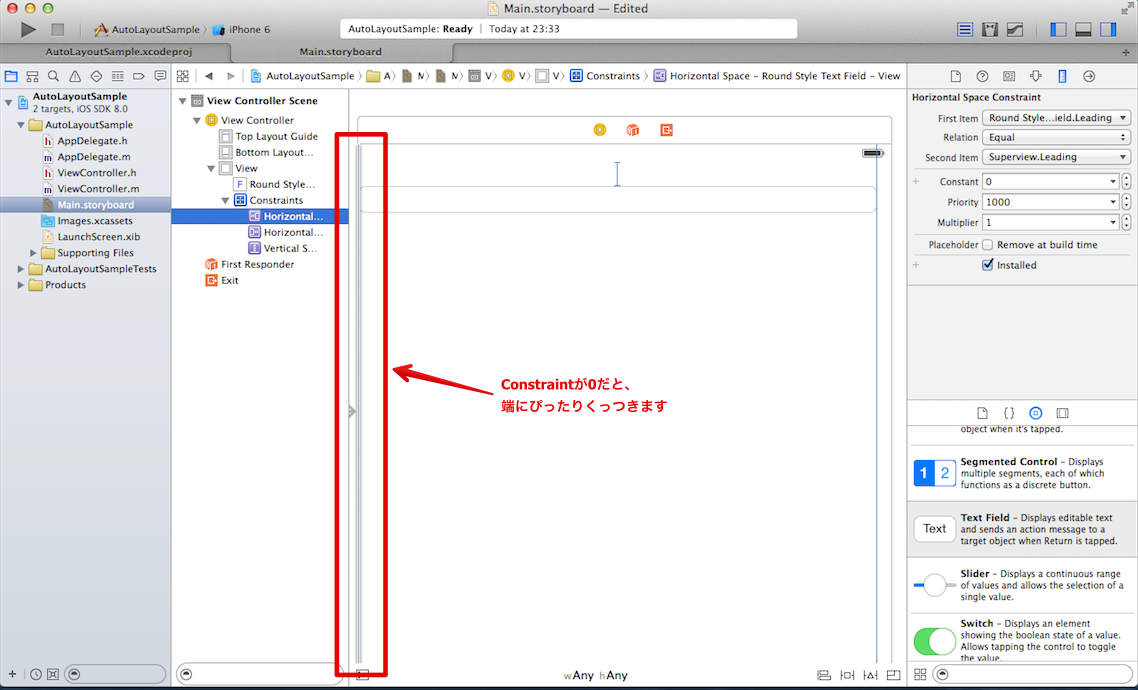 Main.storyboard — Edited
AutoLayoutSample
iPhone 6
AutoLayoutSample: Ready | Today at 23:33
AutoLayoutSample.xcodeproj
Main.storyboard
AutoLayoutSample
A
M
M
V
V
V
Constraints
Horizontal Space – Round Style Text Field – View
AutoLayoutSample
2 targets, iOS SDK 8.0
AutoLayoutSample
h AppDelegate.h
m AppDelegate.m
h ViewController.h
m ViewController.m
Main.storyboard
Images.xcassets
LaunchScreen.xib
Supporting Files
AutoLayoutSampleTests
Products
View Controller Scene
View Controller
Top Layout Guide
Bottom Layout...
View
F Round Style...
Constraints
Horizontal...
Horizontal...
Vertical S...
First Responder
Exit
Constraintが0だと、
端にぴったりくっつきます
wAny hAny
Horizontal Space Constraint
First Item Round Style...ield.Leading
Relation Equal
Second Item Superview.Leading
Constant 0
Priority 1000
Multiplier 1
Placeholder Remove at build time
Installed
object when it's tapped.
1 2
Segmented Control – Displays
multiple segments, each of which
functions as a discrete button.
Text
Text Field – Displays editable text
and sends an action message to a
target object when Return is tapped.
Slider – Displays a continuous range
of values and allows the selection of a
single value.
Switch – Displays an element
showing the boolean state of a value.
Allows tapping the control to toggle
the value.